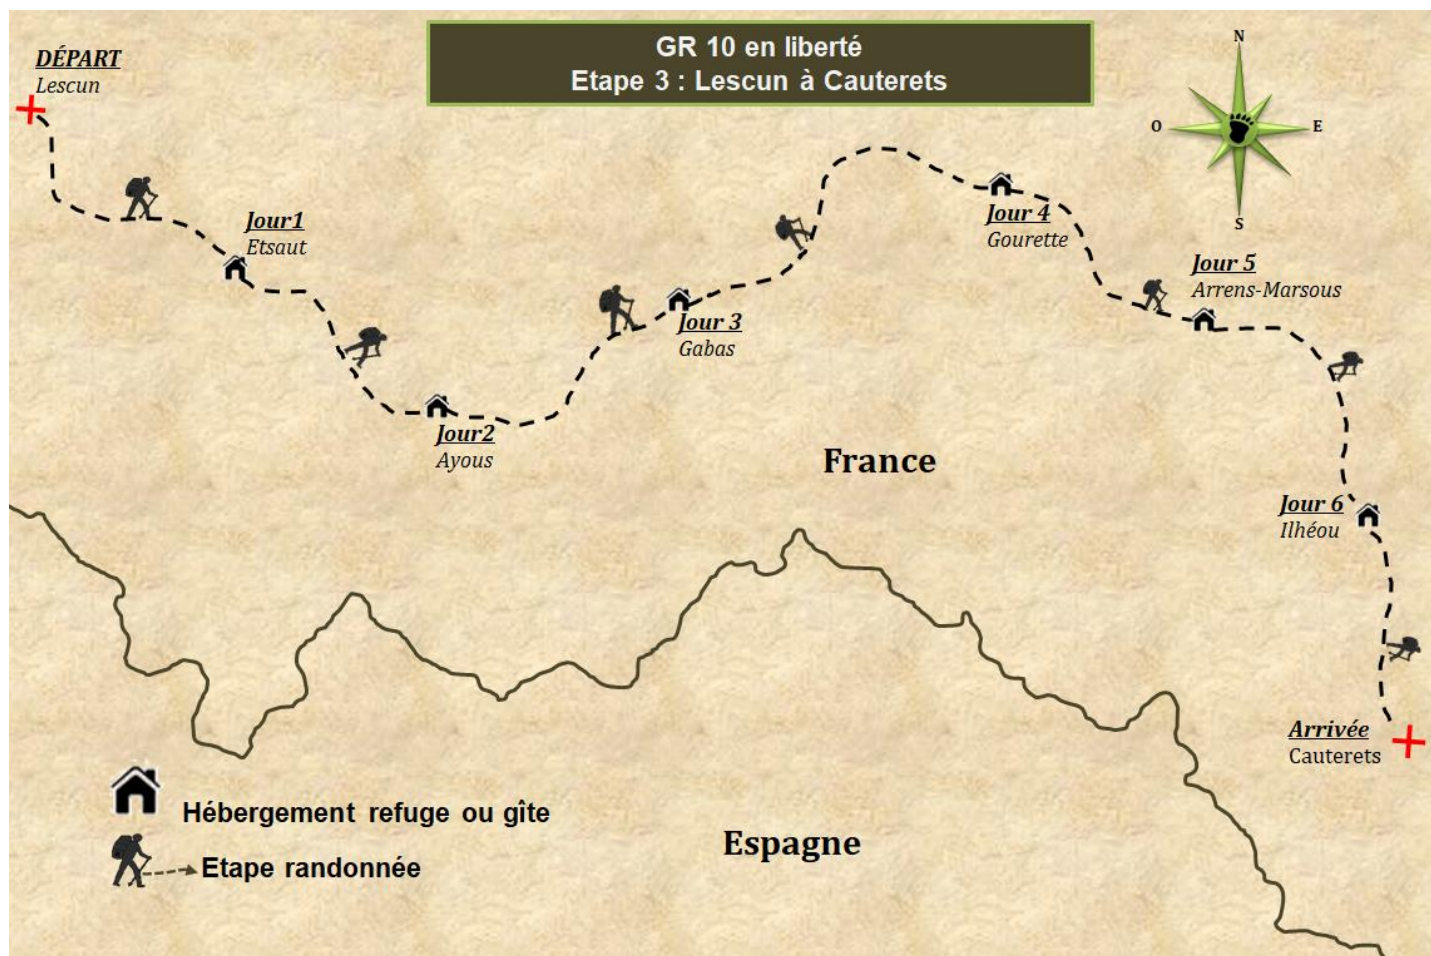 GR 10 en liberté
Etape 3 : Lescun à Cauterets
DÉPART
Lescun
N
O
E
S
Jour1
Etsaut
Jour2
Ayous
Jour 3
Gabas
Jour 4
Gourette
Jour 5
Arrens-Marsous
Jour 6
Ilhéou
Arrivée
Cauterets
France
Espagne
Hébergement refuge ou gîte
Etape randonnée